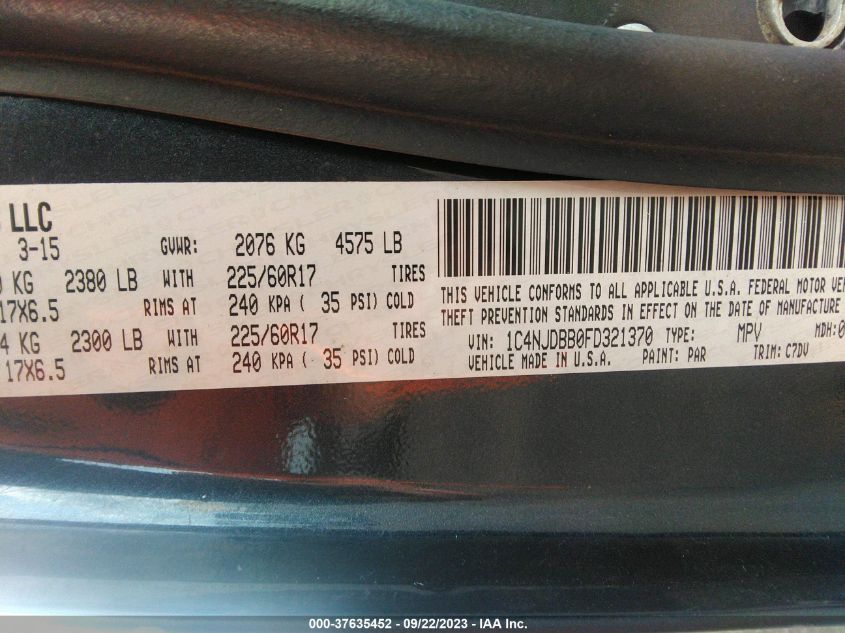 LLC
3-15 GVWR: 2076 KG 4575 LB
KG 2380 LB WITH 225/60R17 TIRES
17X6.5 RIMS AT 240 KPA ( 35 PSI) COLD
4 KG 2300 LB WITH 225/60R17 TIRES
17X6.5 RIMS AT 240 KPA ( 35 PSI) COLD
THIS VEHICLE CONFORMS TO ALL APPLICABLE U.S.A. FEDERAL MOTOR VE
THEFT PREVENTION STANDARDS IN EFFECT ON THE DATE OF MANUFACTURE
VIN: 1C4NJDBB0FD321370 TYPE: MPV MDH:0
VEHICLE MADE IN U.S.A. PAINT: PAR TRIM: C7DV
000-37635452 - 09/22/2023 - IAA Inc.